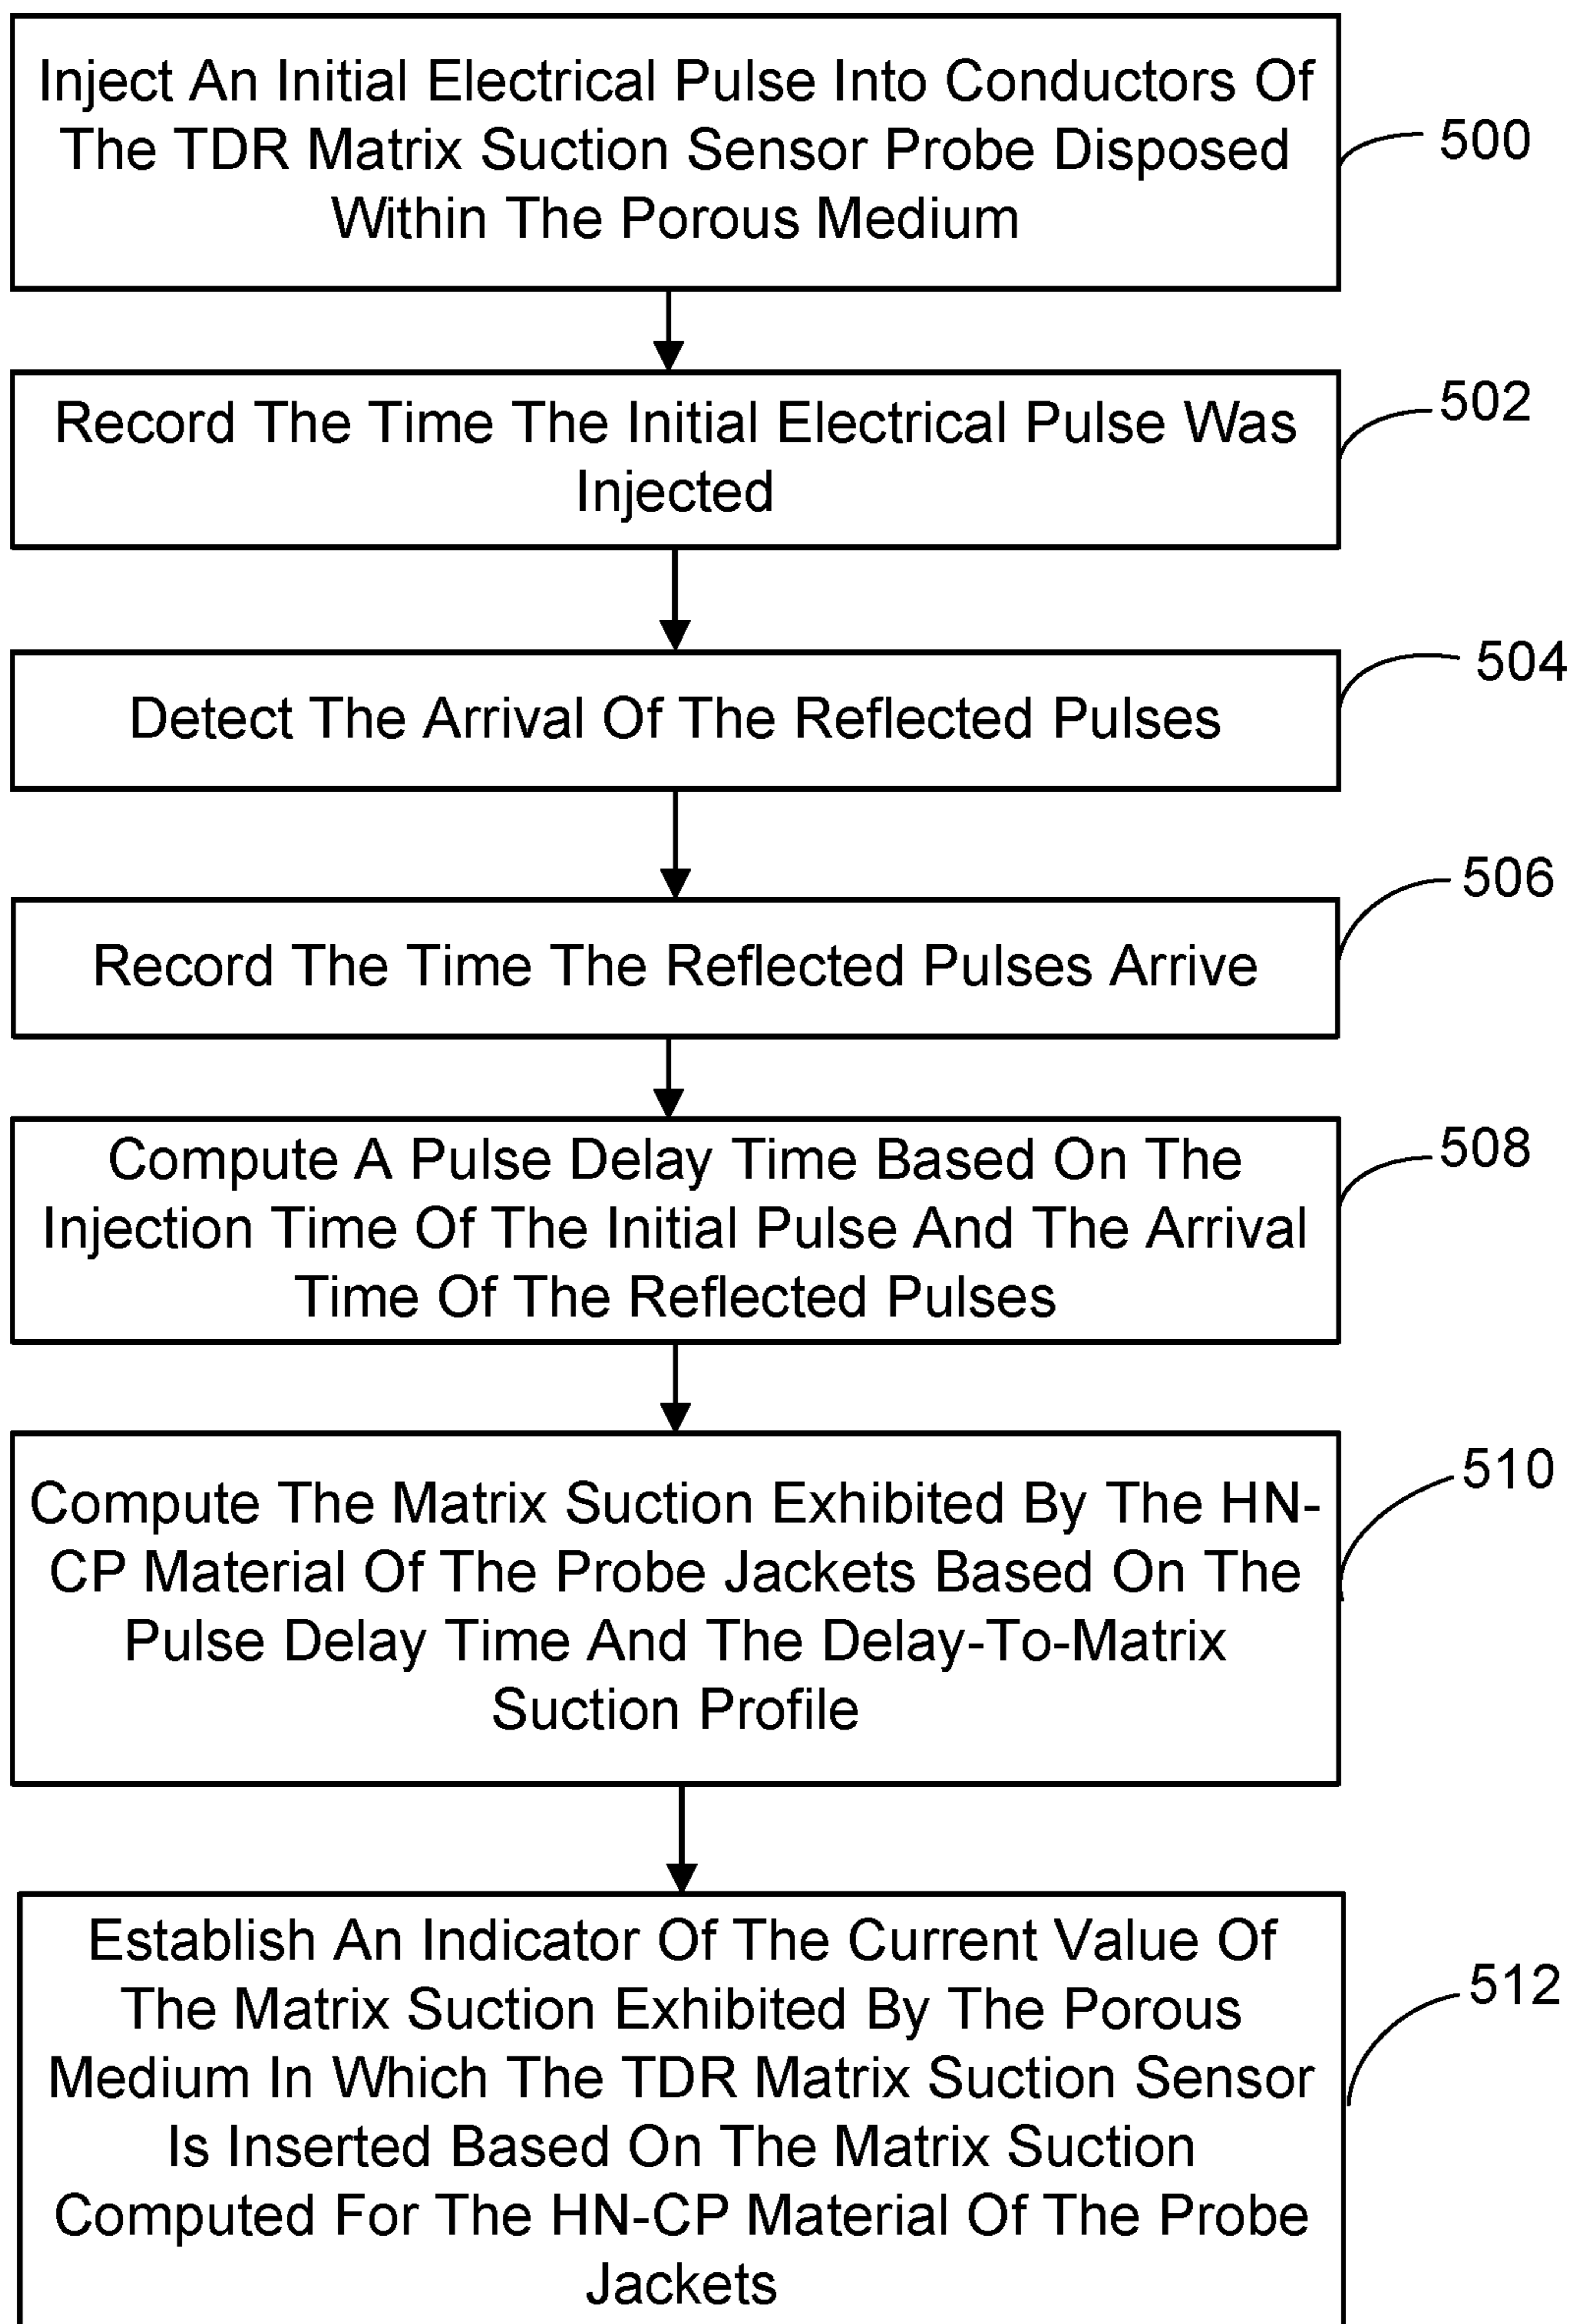 Inject An Initial Electrical Pulse Into Conductors Of
The TDR Matrix Suction Sensor Probe Disposed
Within The Porous Medium
500
Record The Time The Initial Electrical Pulse Was
Injected
502
Detect The Arrival Of The Reflected Pulses
504
Record The Time The Reflected Pulses Arrive
506
Compute A Pulse Delay Time Based On The
Injection Time Of The Initial Pulse And The Arrival
Time Of The Reflected Pulses
508
Compute The Matrix Suction Exhibited By The HN-
CP Material Of The Probe Jackets Based On The
Pulse Delay Time And The Delay-To-Matrix
Suction Profile
510
Establish An Indicator Of The Current Value Of
The Matrix Suction Exhibited By The Porous
Medium In Which The TDR Matrix Suction Sensor
Is Inserted Based On The Matrix Suction
Computed For The HN-CP Material Of The Probe
Jackets
512